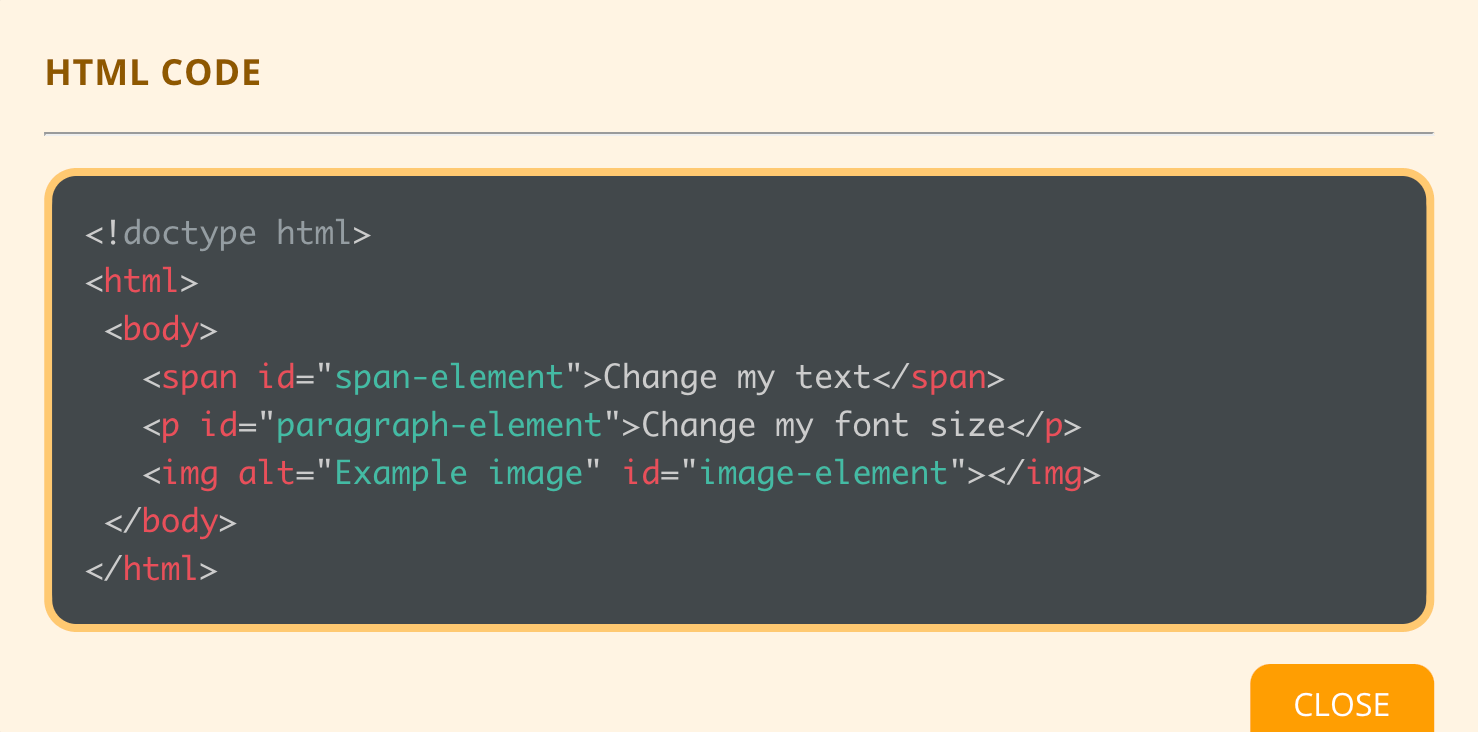 HTML CODE
<!doctype html>
<html>
<body>
<span id="span-element">Change my text</span>
<p id="paragraph-element">Change my font size</p>
<img alt="Example image" id="image-element"></img>
</body>
</html>
CLOSE